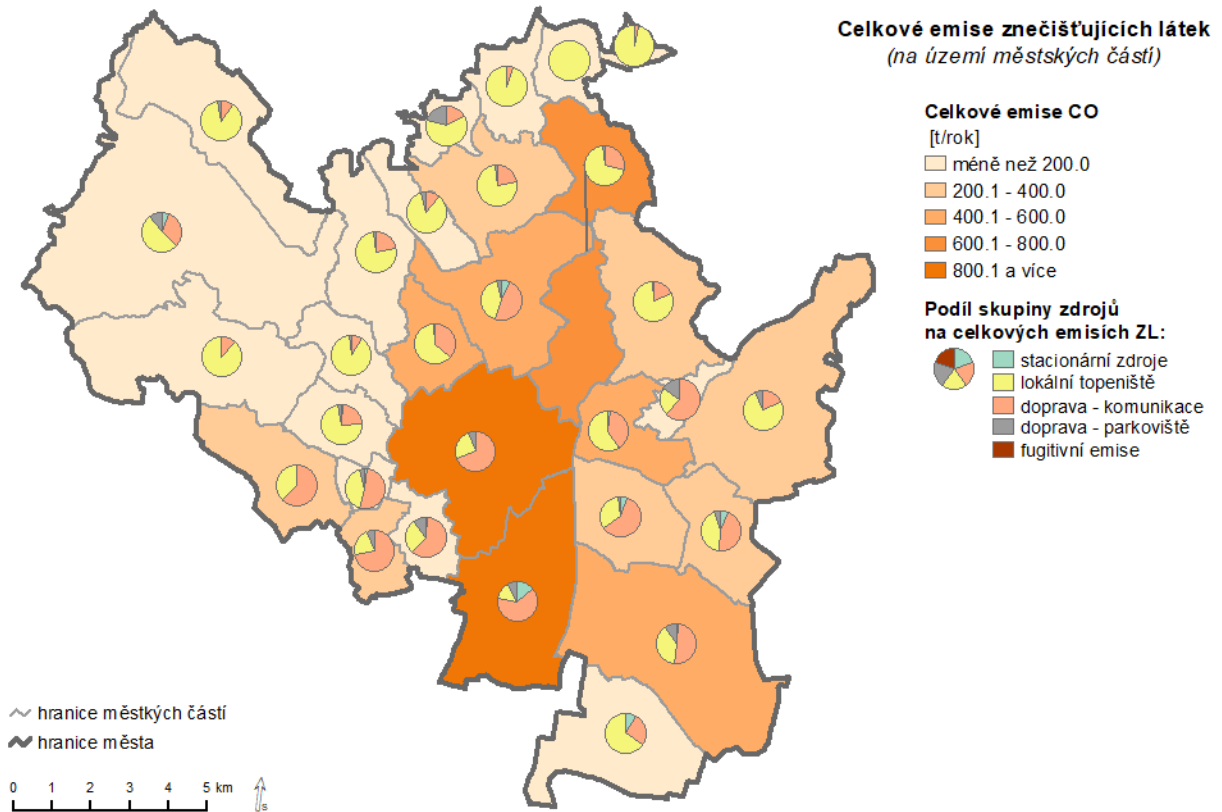 Celkové emise znečišťujících látek
(na území městských částí)
Celkové emise CO
[t/rok]
méně než 200.0
200.1 - 400.0
400.1 - 600.0
600.1 - 800.0
800.1 a více
Podíl skupiny zdrojů
na celkových emisích ZL:
stacionární zdroje
lokální topeniště
doprava - komunikace
doprava - parkoviště
fugitivní emise
hranice městkých částí
hranice města
0 1 2 3 4 5 km
S